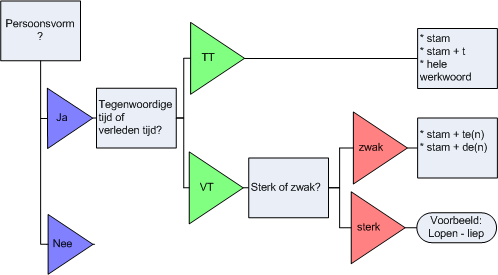 Persoonsvorm
?
Ja
Nee
Tegenwoordige
tijd of
verleden tijd?
TT
* stam
* stam + t
* hele
werkwoord
VT
Sterk of zwak?
zwak
* stam + te(n)
* stam + de(n)
sterk
Voorbeeld:
Lopen - liep